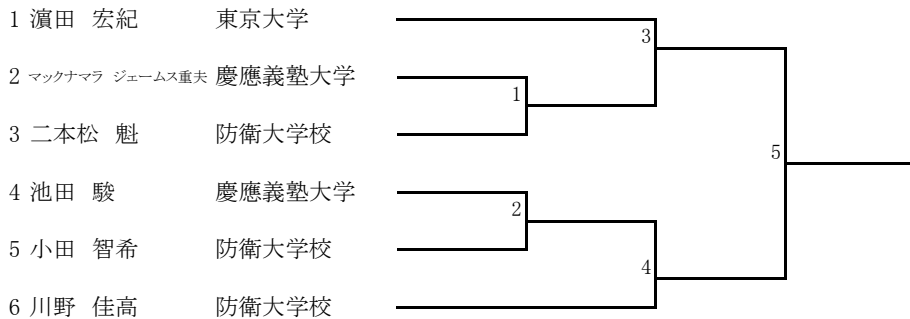 1 濵田 宏紀 東京大学
3
2 マックナマラ ジェームス重夫 慶應義塾大学
1
3 二本松 魁 防衛大学校
5
4 池田 駿 慶應義塾大学
2
5 小田 智希 防衛大学校
4
6 川野 佳高 防衛大学校